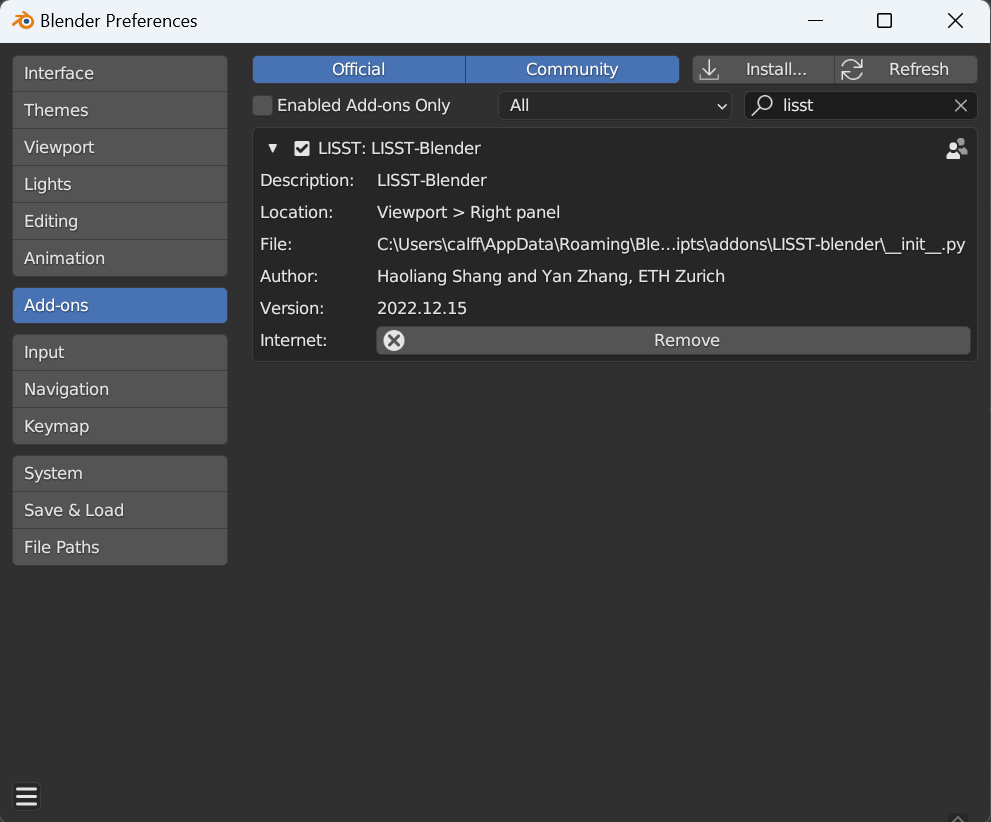 Blender Preferences
Interface
Themes
Viewport
Lights
Editing
Animation
Add-ons
Input
Navigation
Keymap
System
Save & Load
File Paths
Official Community Install... Refresh
Enabled Add-ons Only All lisst
LISST: LISST-Blender
Description: LISST-Blender
Location: Viewport > Right panel
File: C:\Users\calff\AppData\Roaming\Ble...ipts\addons\LISST-blender\__init__.py
Author: Haoliang Shang and Yan Zhang, ETH Zurich
Version: 2022.12.15
Internet: Remove